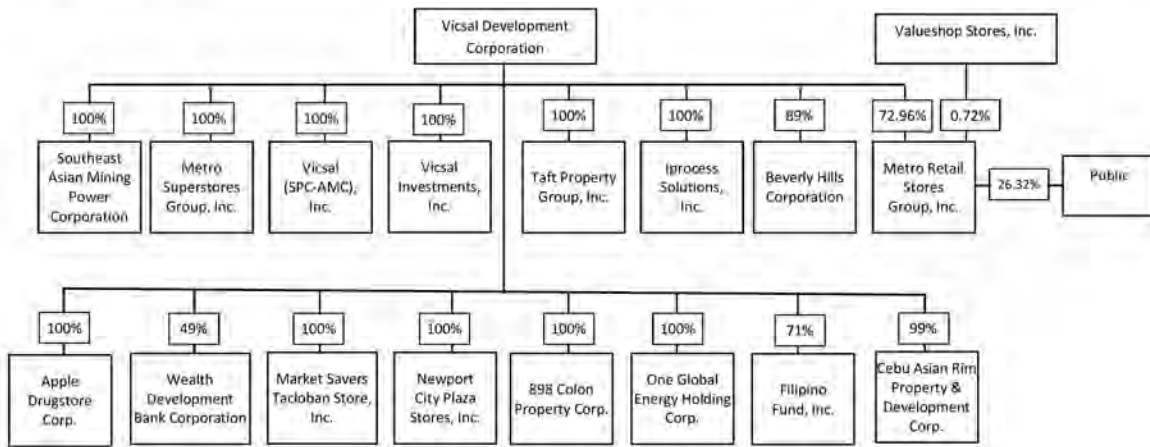 Vicsal Development
Corporation
Valueshop Stores, Inc.
100%
100%
100%
100%
100%
100%
89%
72.96%
0.72%
Southeast
Asian Mining
Power
Corporation
Metro
Superstores
Group, Inc.
Vicsal
(SPC-AMC),
Inc.
Vicsal
Investments,
Inc.
Taft Property
Group, Inc.
Iprocess
Solutions,
Inc.
Beverly Hills
Corporation
Metro Retail
Stores
Group, Inc.
26.32%
Public
100%
49%
100%
100%
100%
100%
71%
99%
Apple
Drugstore
Corp.
Wealth
Development
Bank Corporation
Market Savers
Tacloban Store,
Inc.
Newport
City Plaza
Stores, Inc.
898 Colon
Property Corp.
One Global
Energy Holding
Corp.
Filipino
Fund, Inc.
Cebu Asian Rim
Property &
Development
Corp.